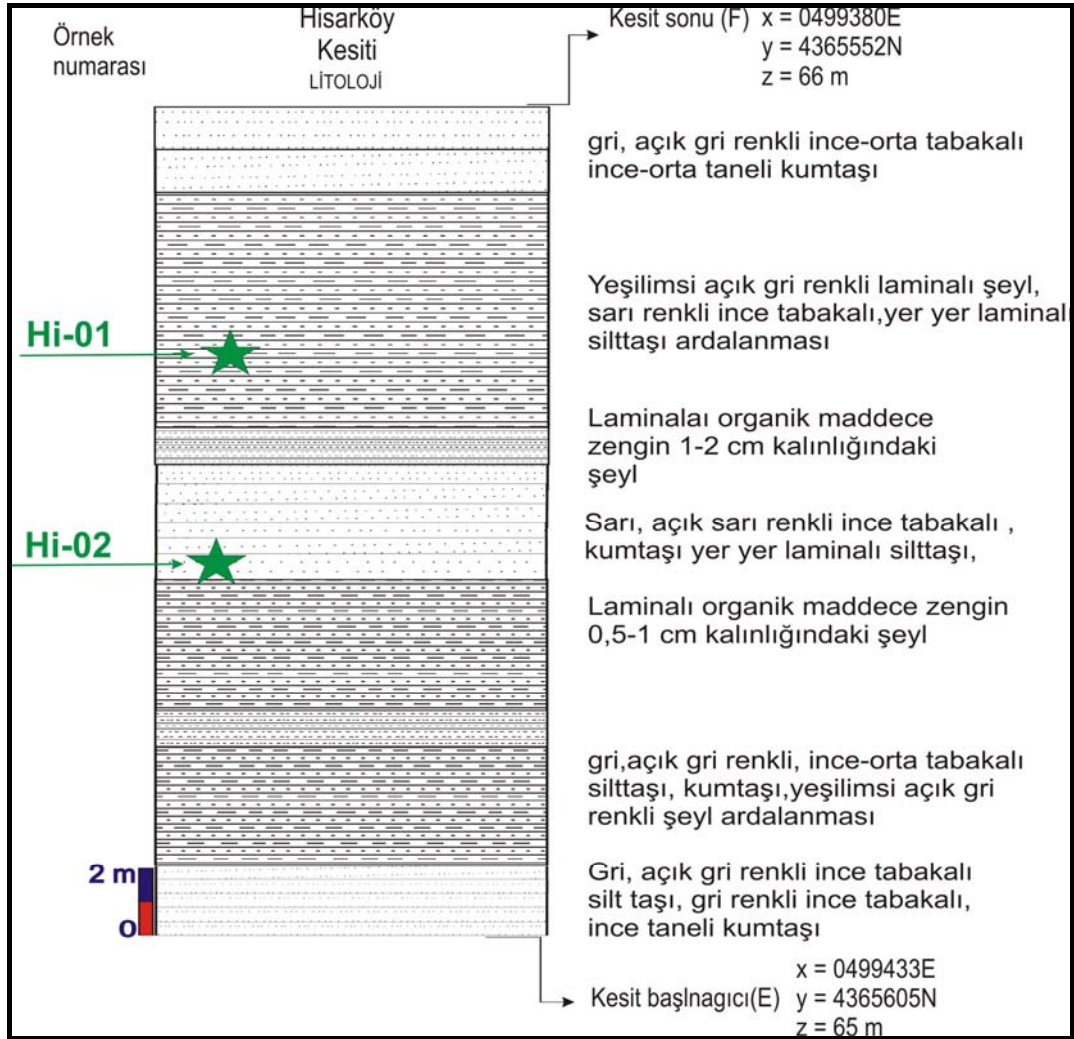 Örnek
numarası
Hisarköy
Kesiti
LİTOLOJİ
Kesit sonu (F) x = 0499380E
y = 4365552N
z = 66 m
gri, açık gri renkli ince-orta tabakalı
ince-orta taneli kumtaşı
Yeşilimsi açık gri renkli laminalı şeyl,
sarı renkli ince tabakalı,yer yer laminalı
silttaşı ardalanması
Hi-01
Laminalaı organik maddece
zengin 1-2 cm kalınlığındaki
şeyl
Sarı, açık sarı renkli ince tabakalı ,
kumtaşı yer yer laminalı silttaşı,
Hi-02
Laminalı organik maddece zengin
0,5-1 cm kalınlığındaki şeyl
gri,açık gri renkli, ince-orta tabakalı
silttaşı, kumtaşı,yeşilimsi açık gri
renkli şeyl ardalanması
2 m
0
Gri, açık gri renkli ince tabakalı
silt taşı, gri renkli ince tabakalı,
ince taneli kumtaşı
x = 0499433E
Kesit başlnagıcı(E) y = 4365605N
z = 65 m